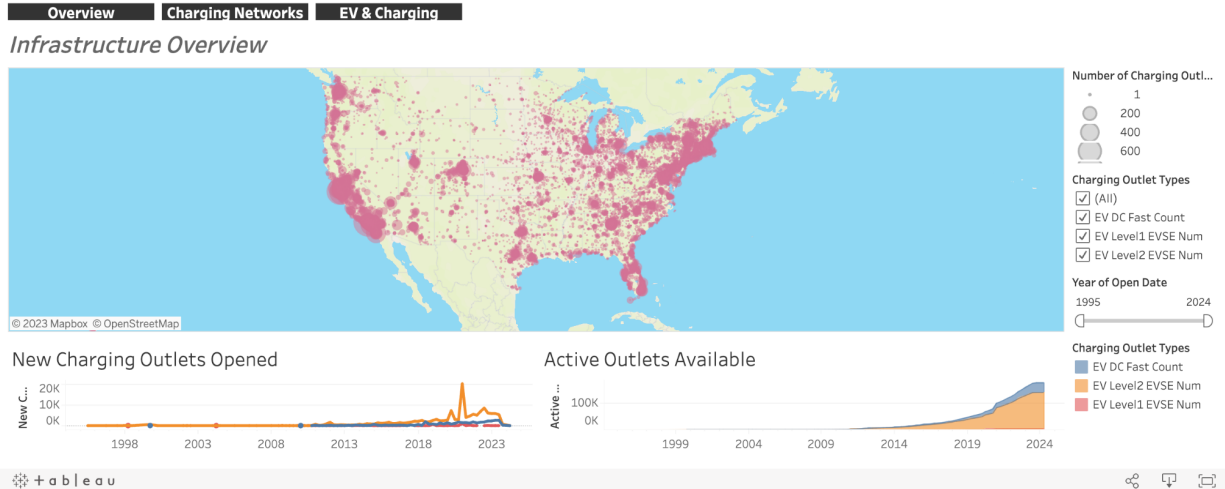 Overview
Charging Networks
EV & Charging
Infrastructure Overview
© 2023 Mapbox © OpenStreetMap
Number of Charging Outl...
1
200
400
600
Charging Outlet Types
(All)
EV DC Fast Count
EV Level1 EVSE Num
EV Level2 EVSE Num
Year of Open Date
1995 2024
Charging Outlet Types
EV DC Fast Count
EV Level2 EVSE Num
EV Level1 EVSE Num
New Charging Outlets Opened
New C...
20K
10K
0K
1998 2003 2008 2013 2018 2023
Active Outlets Available
Active ...
100K
0K
1999 2004 2009 2014 2019 2024
+ a b l e a u